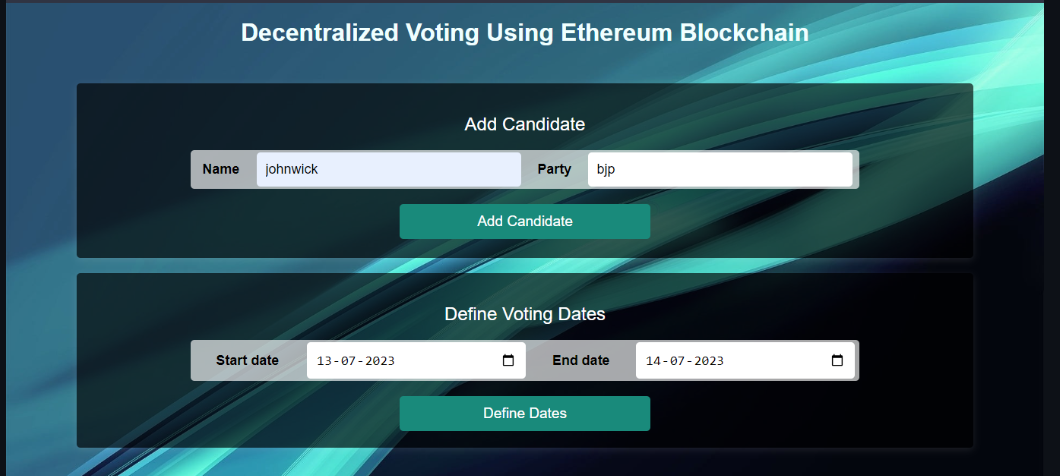 Decentralized Voting Using Ethereum Blockchain
Add Candidate
Name johnwick Party bjp
Add Candidate
Define Voting Dates
Start date 13-07-2023 End date 14-07-2023
Define Dates